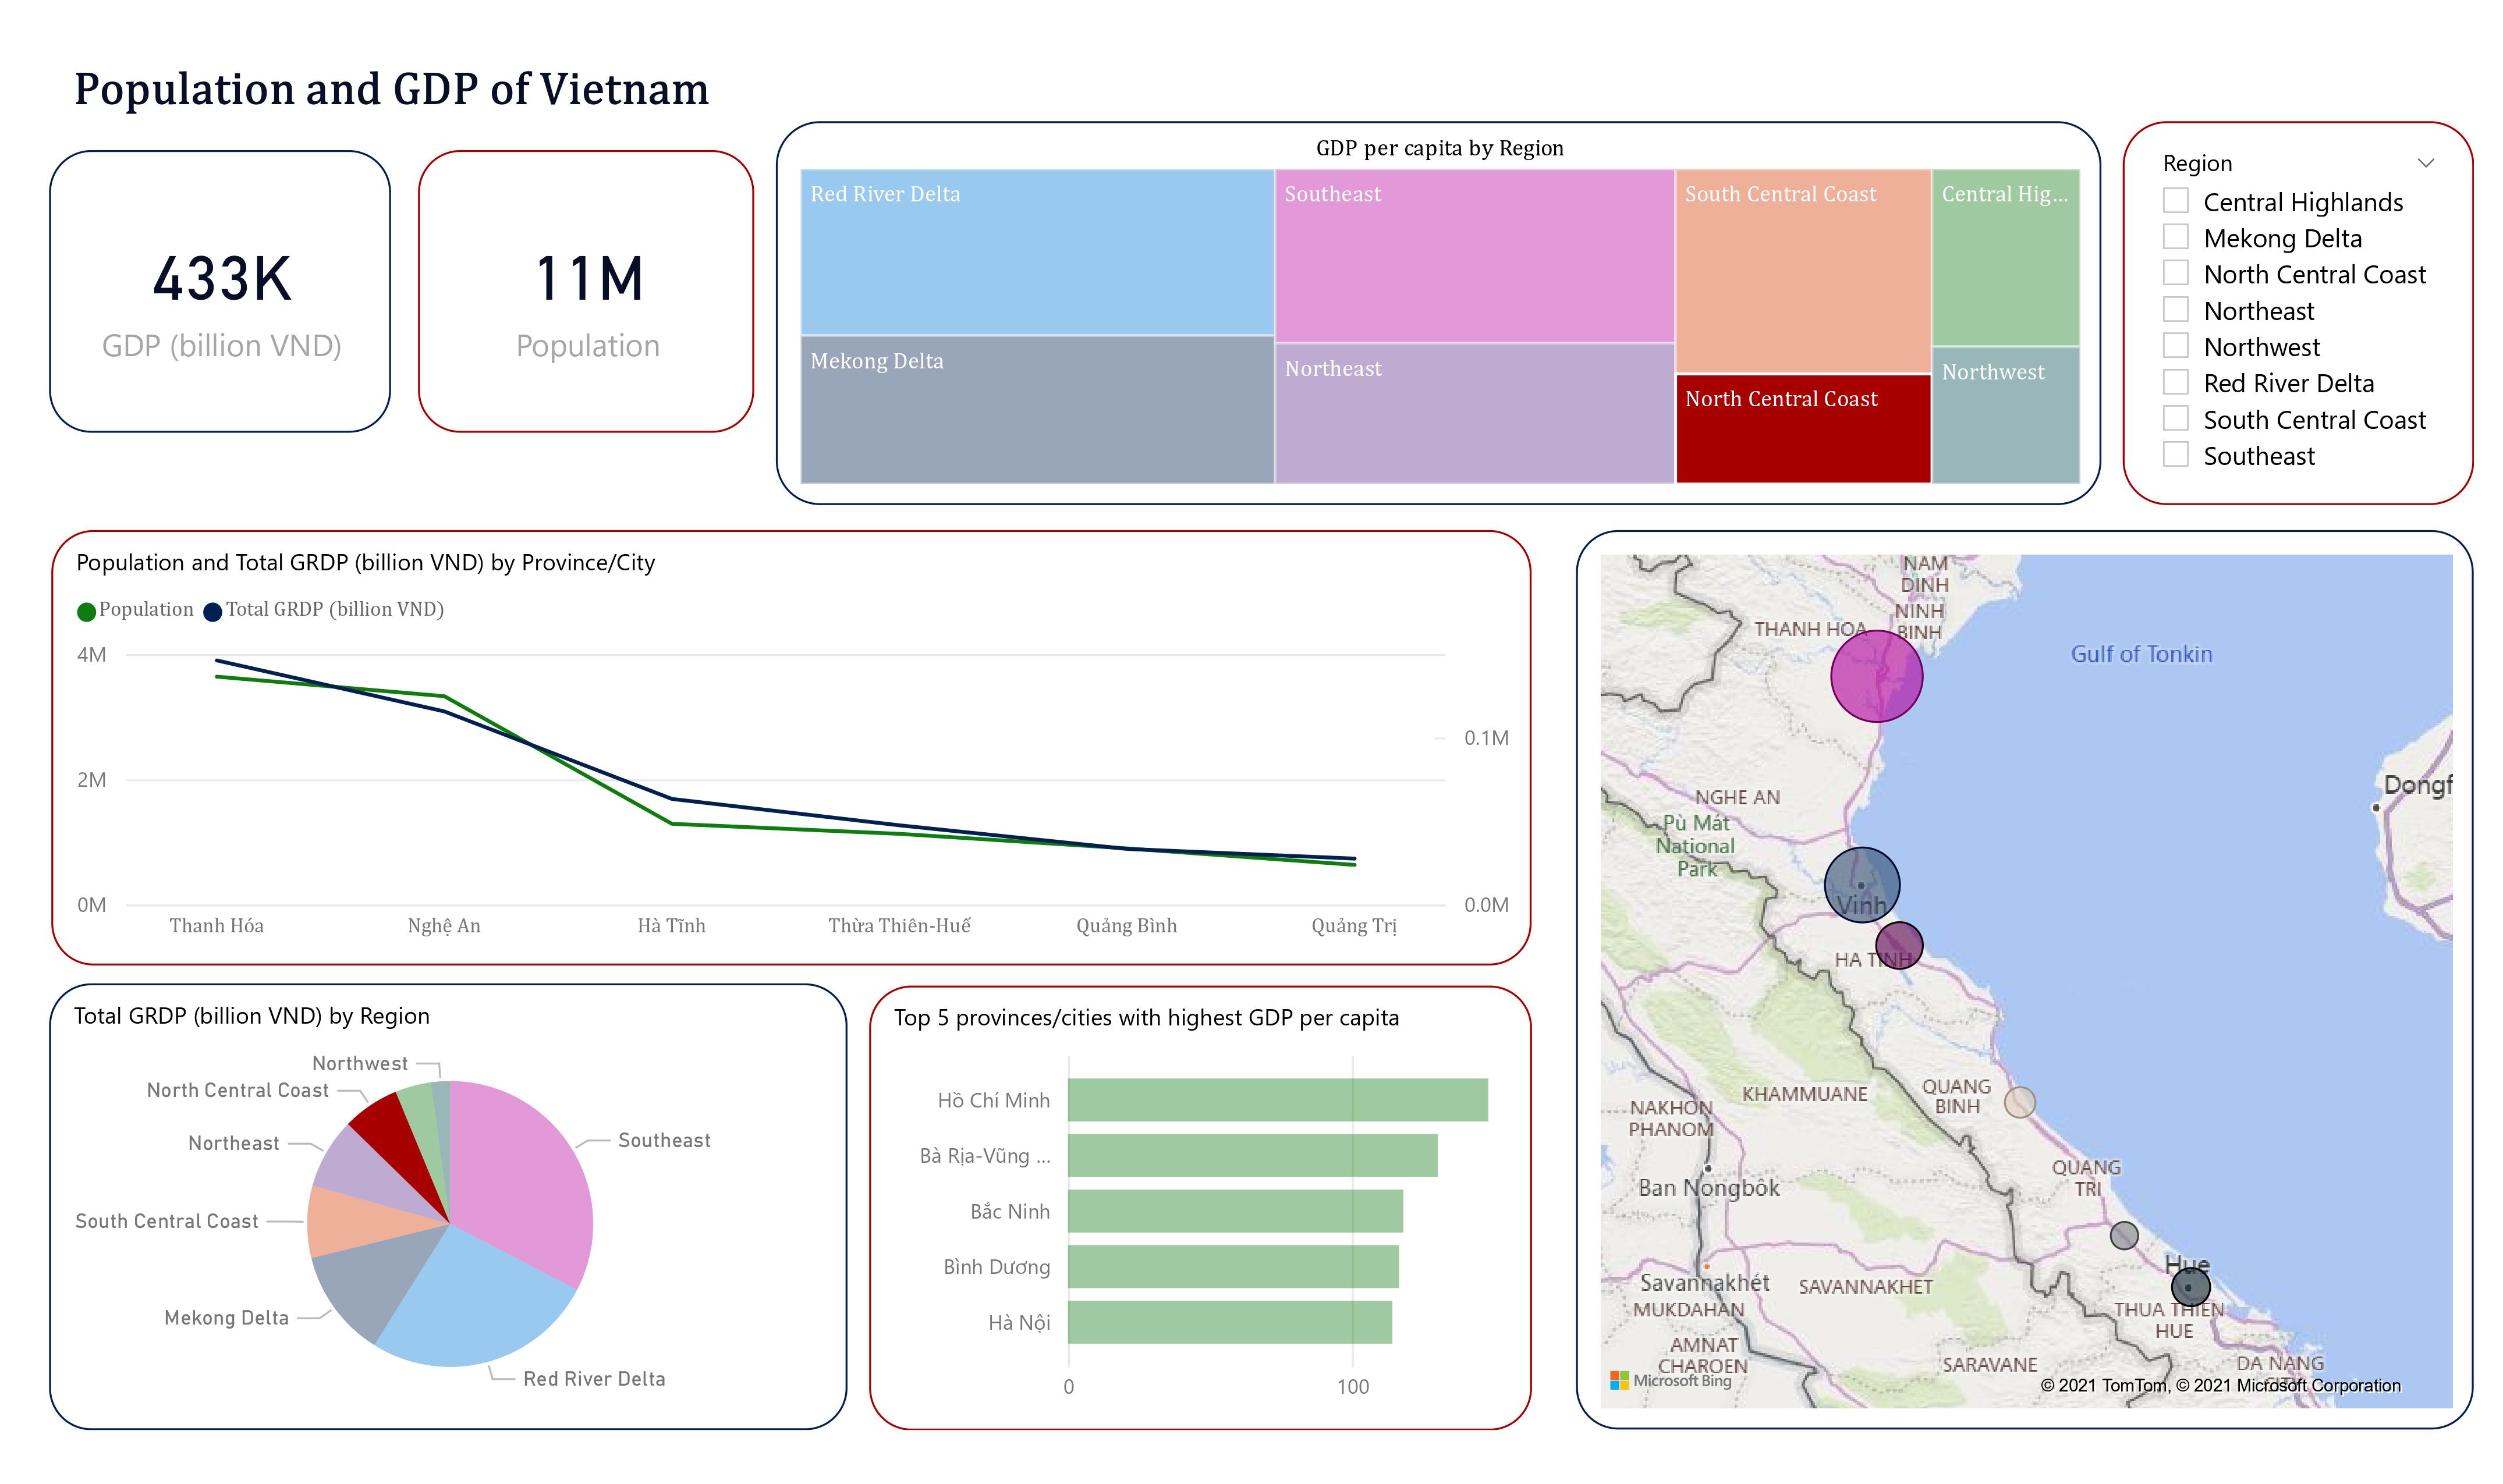 Population and GDP of Vietnam
433K
GDP (billion VND)
11M
Population
GDP per capita by Region
Red River Delta
Southeast
South Central Coast
Central Hig...
Mekong Delta
Northeast
North Central Coast
Northwest
Region
Central Highlands
Mekong Delta
North Central Coast
Northeast
Northwest
Red River Delta
South Central Coast
Southeast
Population and Total GRDP (billion VND) by Province/City
Population
Total GRDP (billion VND)
4M
2M
0M
0.1M
0.0M
Thanh Hóa
Nghệ An
Hà Tĩnh
Thừa Thiên-Huế
Quảng Bình
Quảng Trị
Total GRDP (billion VND) by Region
Northwest
North Central Coast
Northeast
South Central Coast
Mekong Delta
Southeast
Red River Delta
Top 5 provinces/cities with highest GDP per capita
Hồ Chí Minh
Bà Rịa-Vũng ...
Bắc Ninh
Bình Dương
Hà Nội
0
100
NAM
DINH
NINH
BINH
THANH HOA
Gulf of Tonkin
Dongf
NGHE AN
Pù Mát
National
Park
Vinh
HA TINH
KHAMMUANE
QUANG
BINH
NAKHON
PHANOM
QUANG
TRI
Ban Nongbôk
Hue
Savannakhét
SAVANNAKHET
MUKDAHAN
THUA THIEN
HUE
AMNAT
CHAROEN
SARAVANE
DA NANG
Microsoft Bing
© 2021 TomTom, © 2021 Microsoft Corporation